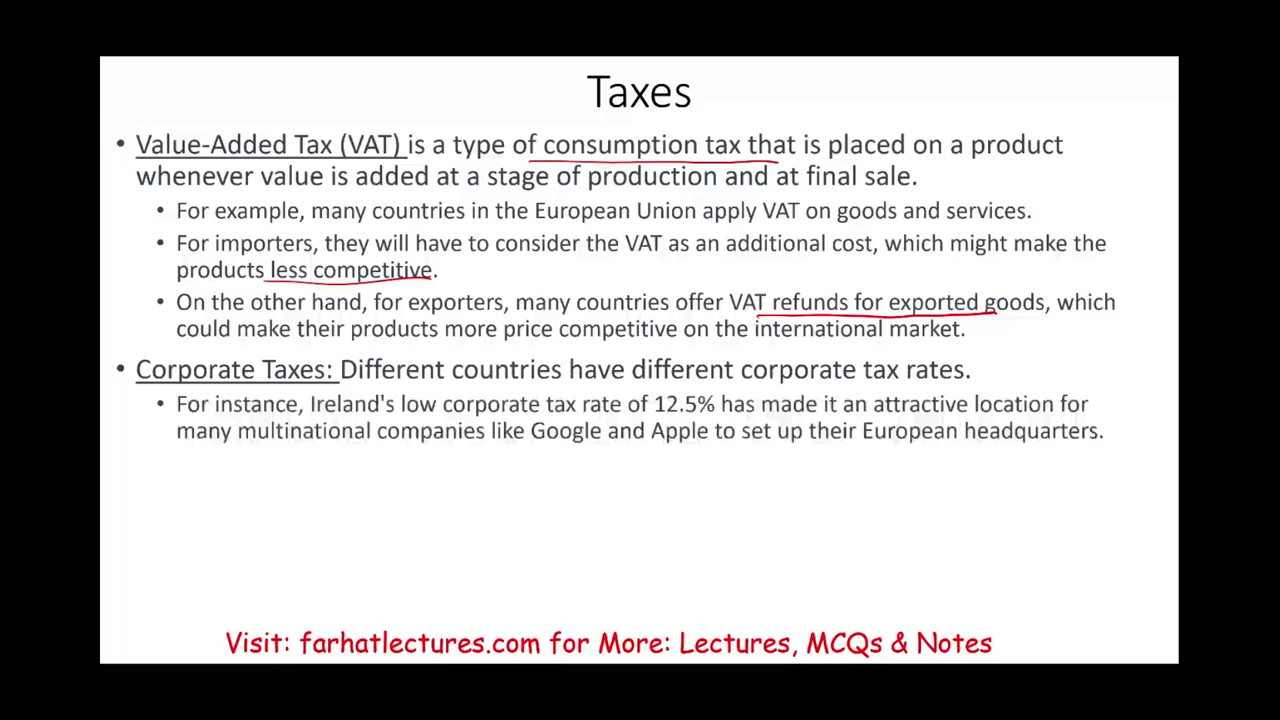 Taxes
• Value-Added Tax (VAT) is a type of consumption tax that is placed on a product
whenever value is added at a stage of production and at final sale.
• For example, many countries in the European Union apply VAT on goods and services.
• For importers, they will have to consider the VAT as an additional cost, which might make the
products less competitive.
• On the other hand, for exporters, many countries offer VAT refunds for exported goods, which
could make their products more price competitive on the international market.
• Corporate Taxes: Different countries have different corporate tax rates.
• For instance, Ireland's low corporate tax rate of 12.5% has made it an attractive location for
many multinational companies like Google and Apple to set up their European headquarters.
Visit: farhatlectures.com for More: Lectures, MCQs & Notes